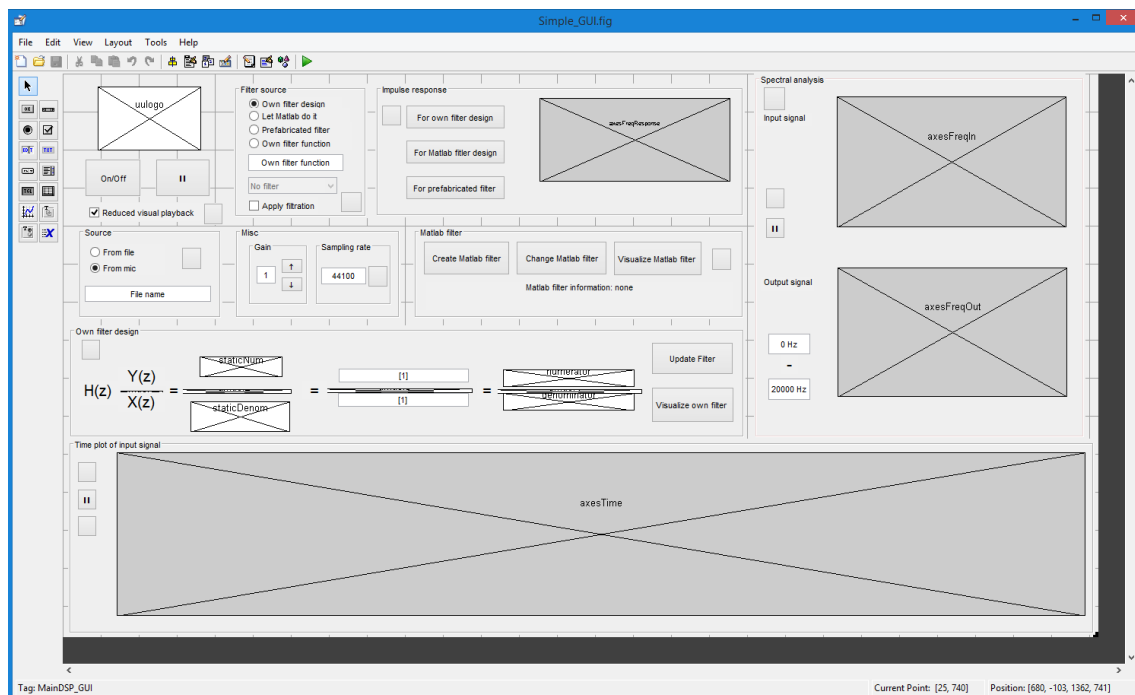 Simple_GUI.fig
File Edit View Layout Tools Help
uulogo
On/Off
Reduced visual playback
Filter source
Own filter design
Let Matlab do it
Prefabricated filter
Own filter function
Own filter function
No filter
Apply filtration
Impulse response
For own filter design
For Matlab fitler design
For prefabricated filter
axesFreqResponse
Spectral analysis
Input signal
axesFreqIn
Output signal
axesFreqOut
0 Hz
-
20000 Hz
Source
From file
From mic
File name
Misc
Gain
1
Sampling rate
44100
Matlab filter
Create Matlab filter
Change Matlab filter
Visualize Matlab filter
Matlab filter information: none
Own filter design
H(z) Y(z) = staticNum = [1] = numerator
X(z) staticDenom [1] denominator
Update Filter
Visualize own filter
Time plot of input signal
axesTime
Tag: MainDSP_GUI
Current Point: [25, 740] Position: [680, -103, 1362, 741]